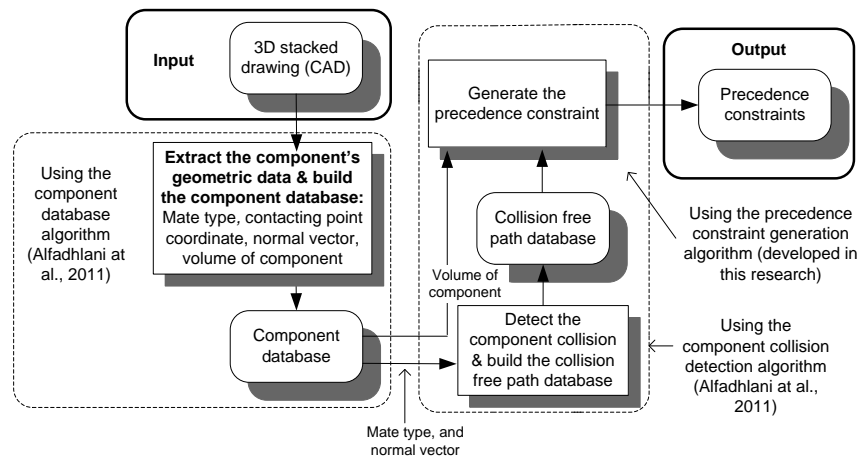 Input
3D stacked
drawing (CAD)
Output
Precedence
constraints
Generate the
precedence constraint
Using the
component
database
algorithm
(Alfadhlani at
al., 2011)
Extract the component's
geometric data & build
the component database:
Mate type, contacting point
coordinate, normal vector,
volume of component
Collision free
path database
Using the precedence
constraint generation
algorithm (developed in
this research)
Volume of
component
Component
database
Detect the
component collision
& build the collision
free path database
Using the
component collision
detection algorithm
(Alfadhlani at al.,
2011)
Mate type, and
normal vector